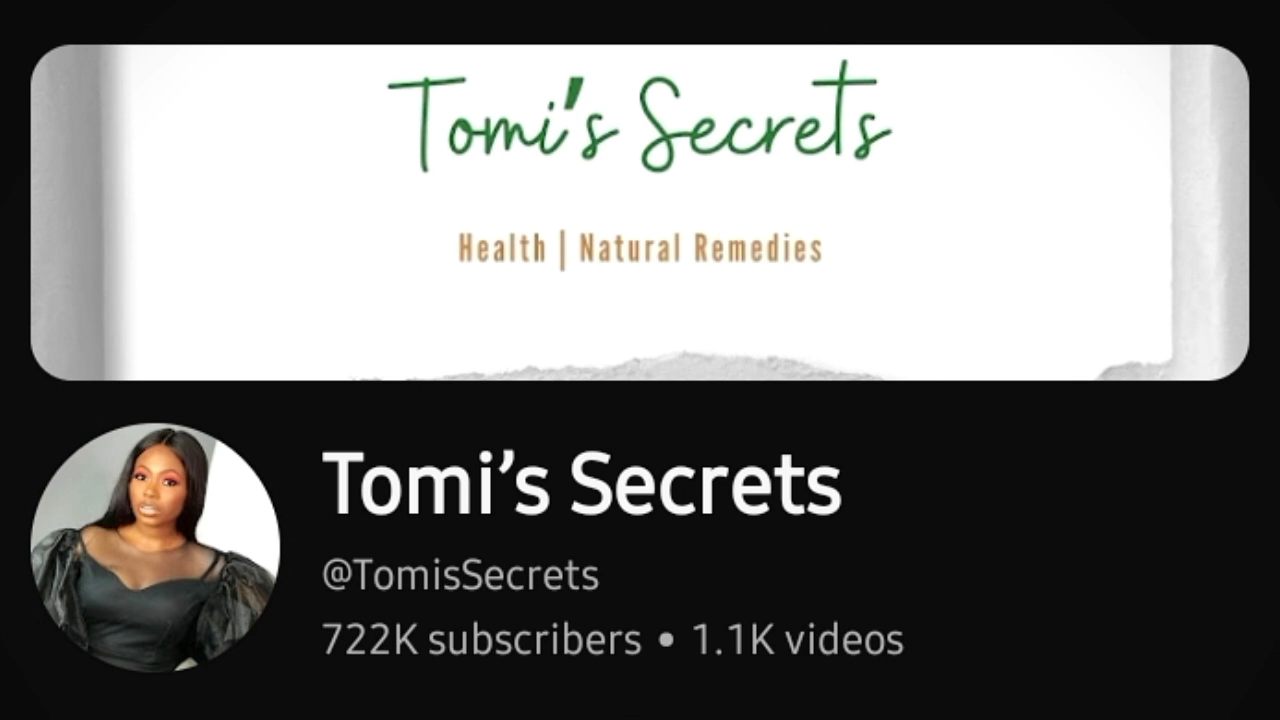 Tomi's Secrets
Health | Natural Remedies
Tomi’s Secrets
@TomisSecrets
722K subscribers • 1.1K videos